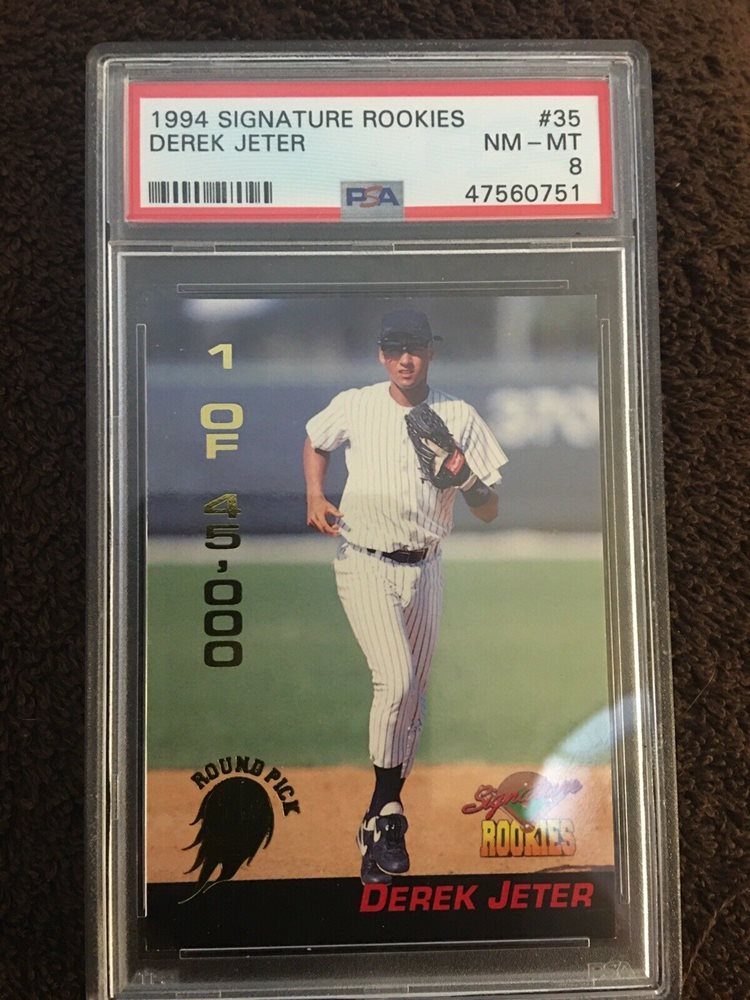 1994 SIGNATURE ROOKIES #35
DEREK JETER NM – MT
8
PSA 47560751
1 OF 45,000
ROUND PICK
Signature
ROOKIES
DEREK JETER
PSA